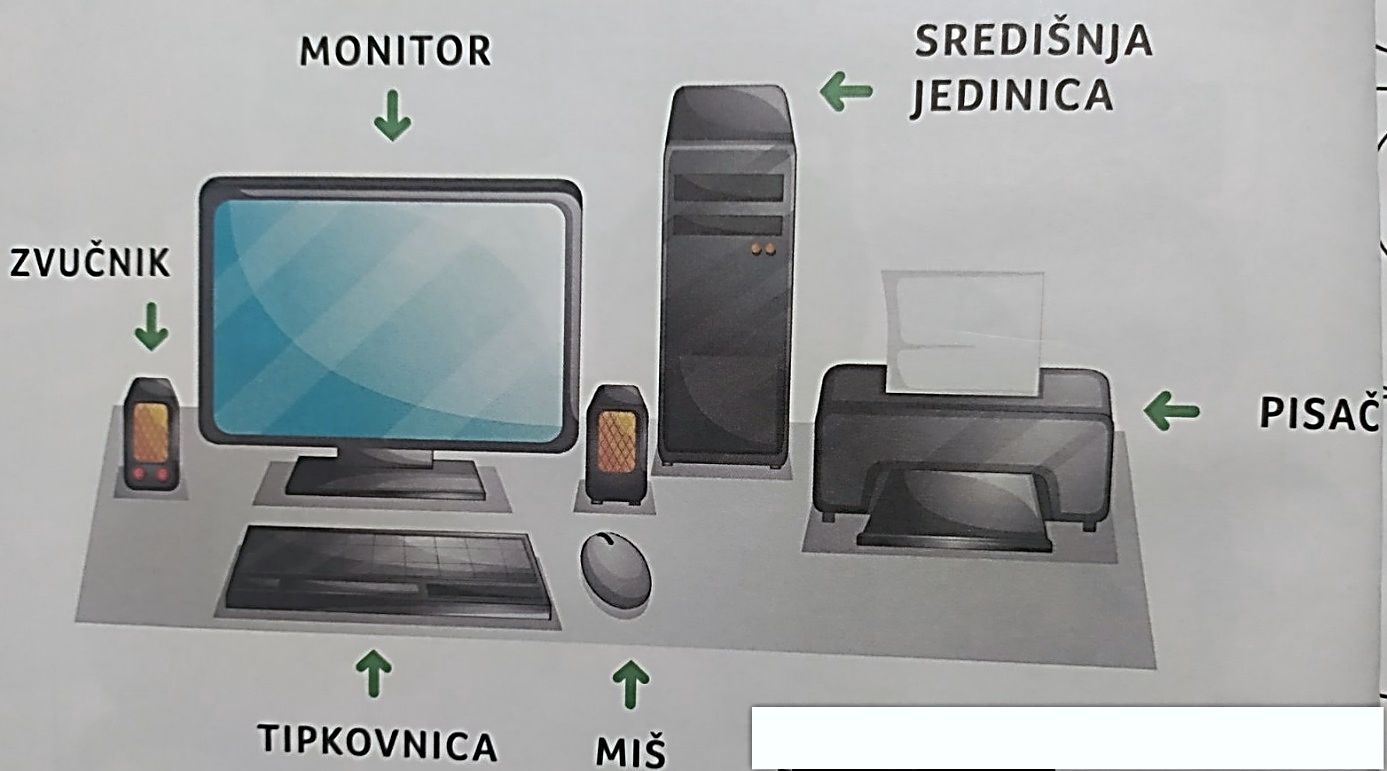 MONITOR
SREDIŠNJA
JEDINICA
ZVUČNIK
PISAČ
TIPKOVNICA
MIŠ